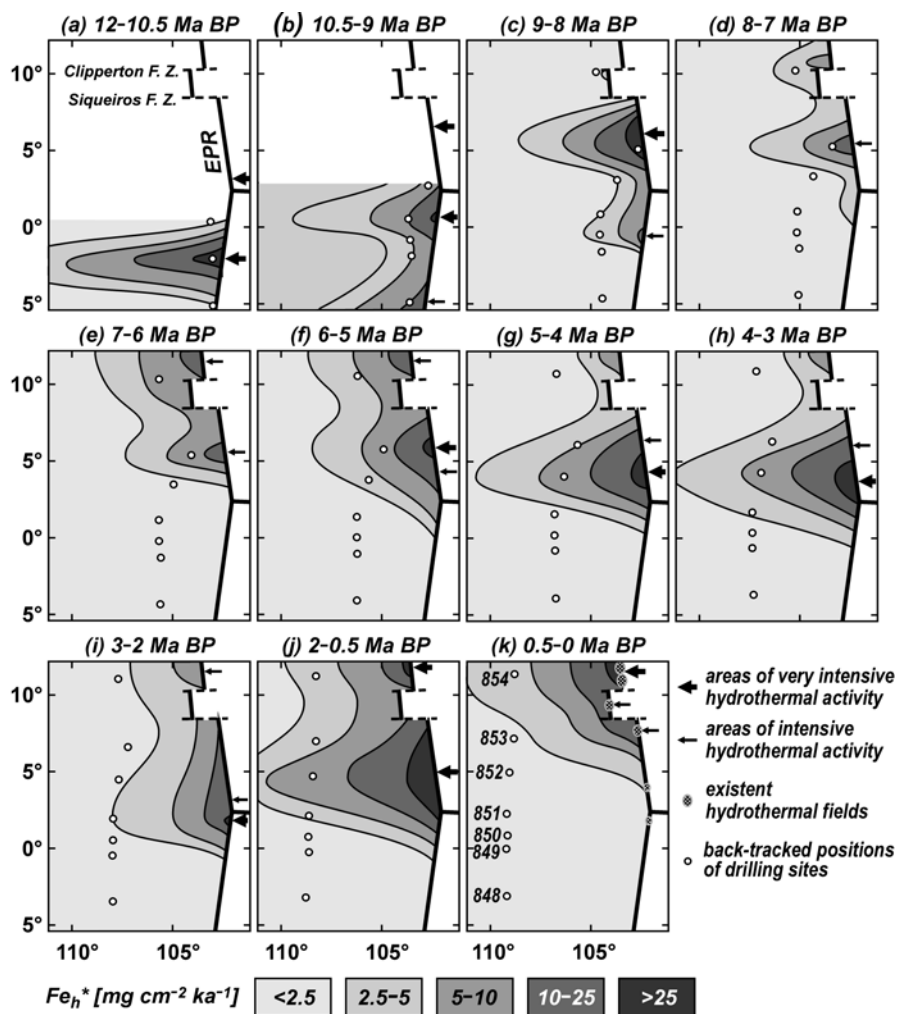 (a) 12–10.5 Ma BP
(b) 10.5–9 Ma BP
(c) 9–8 Ma BP
(d) 8–7 Ma BP
10°
Clipperton F. Z.
Siqueiros F. Z.
5°
EPR
0°
5°
(e) 7–6 Ma BP
(f) 6–5 Ma BP
(g) 5–4 Ma BP
(h) 4–3 Ma BP
10°
5°
0°
5°
(i) 3–2 Ma BP
(j) 2–0.5 Ma BP
(k) 0.5–0 Ma BP
10°
5°
0°
5°
854
853
852
851
850
849
848
110°
105°
110°
105°
110°
105°
areas of very intensive
hydrothermal activity
areas of intensive
hydrothermal activity
existent
hydrothermal fields
back-tracked positions
of drilling sites
Feh* [mg cm⁻² ka⁻¹]
<2.5
2.5–5
5–10
10–25
>25